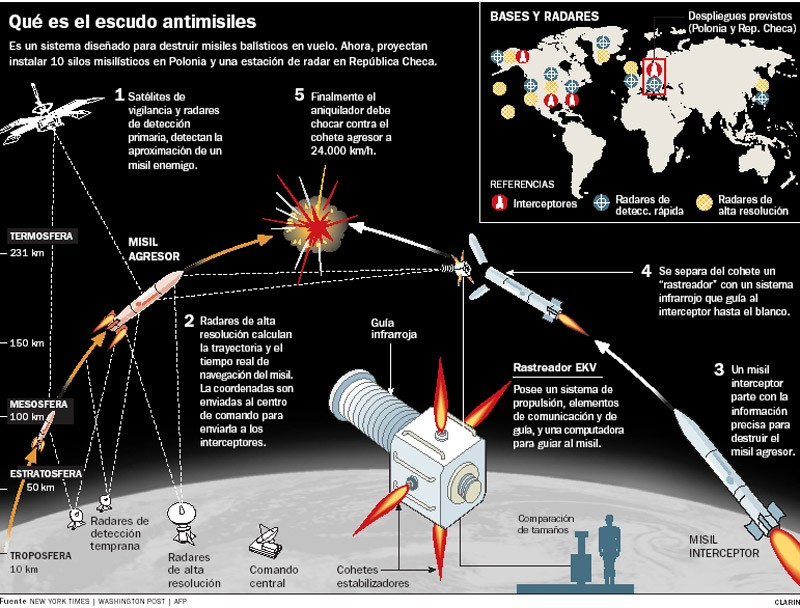 Qué es el escudo antimisiles
Es un sistema diseñado para destruir misiles balísticos en vuelo. Ahora, proyectan
instalar 10 silos misilísticos en Polonia y una estación de radar en República Checa.
BASES Y RADARES
Despliegues previstos
(Polonia y Rep. Checa)
REFERENCIAS
Interceptores
Radares de
detecc. rápida
Radares de
alta resolución
1 Satélites de
vigilancia y radares
de detección
primaria, detectan la
aproximación de un
misil enemigo.
5 Finalmente el
aniquilador debe
chocar contra el
cohete agresor a
24.000 km/h.
TERMOSFERA
231 km
150 km
MESOSFERA
100 km
ESTRATOSFERA
50 km
TROPOSFERA
10 km
MISIL
AGRESOR
2 Radares de alta
resolución calculan
la trayectoria y el
tiempo real de
navegación del misil.
La coordenadas son
enviadas al centro
de comando para
enviarla a los
interceptores.
Guía
infrarroja
4 Se separa del cohete un
"rastreador" con un sistema
infrarrojo que guía al
interceptor hasta el blanco.
Rastreador EKV
Posee un sistema de
propulsión, elementos
de comunicación y de
guía, y una computadora
para guiar al misil.
3 Un misil
interceptor
parte con la
información
precisa para
destruir el
misil agresor.
Radares de
detección
temprana
Radares
de alta
resolución
Comando
central
Cohetes
estabilizadores
Comparación
de tamaños
MISIL
INTERCEPTOR
Fuente NEW YORK TIMES | WASHINGTON POST | AFP
CLARIN